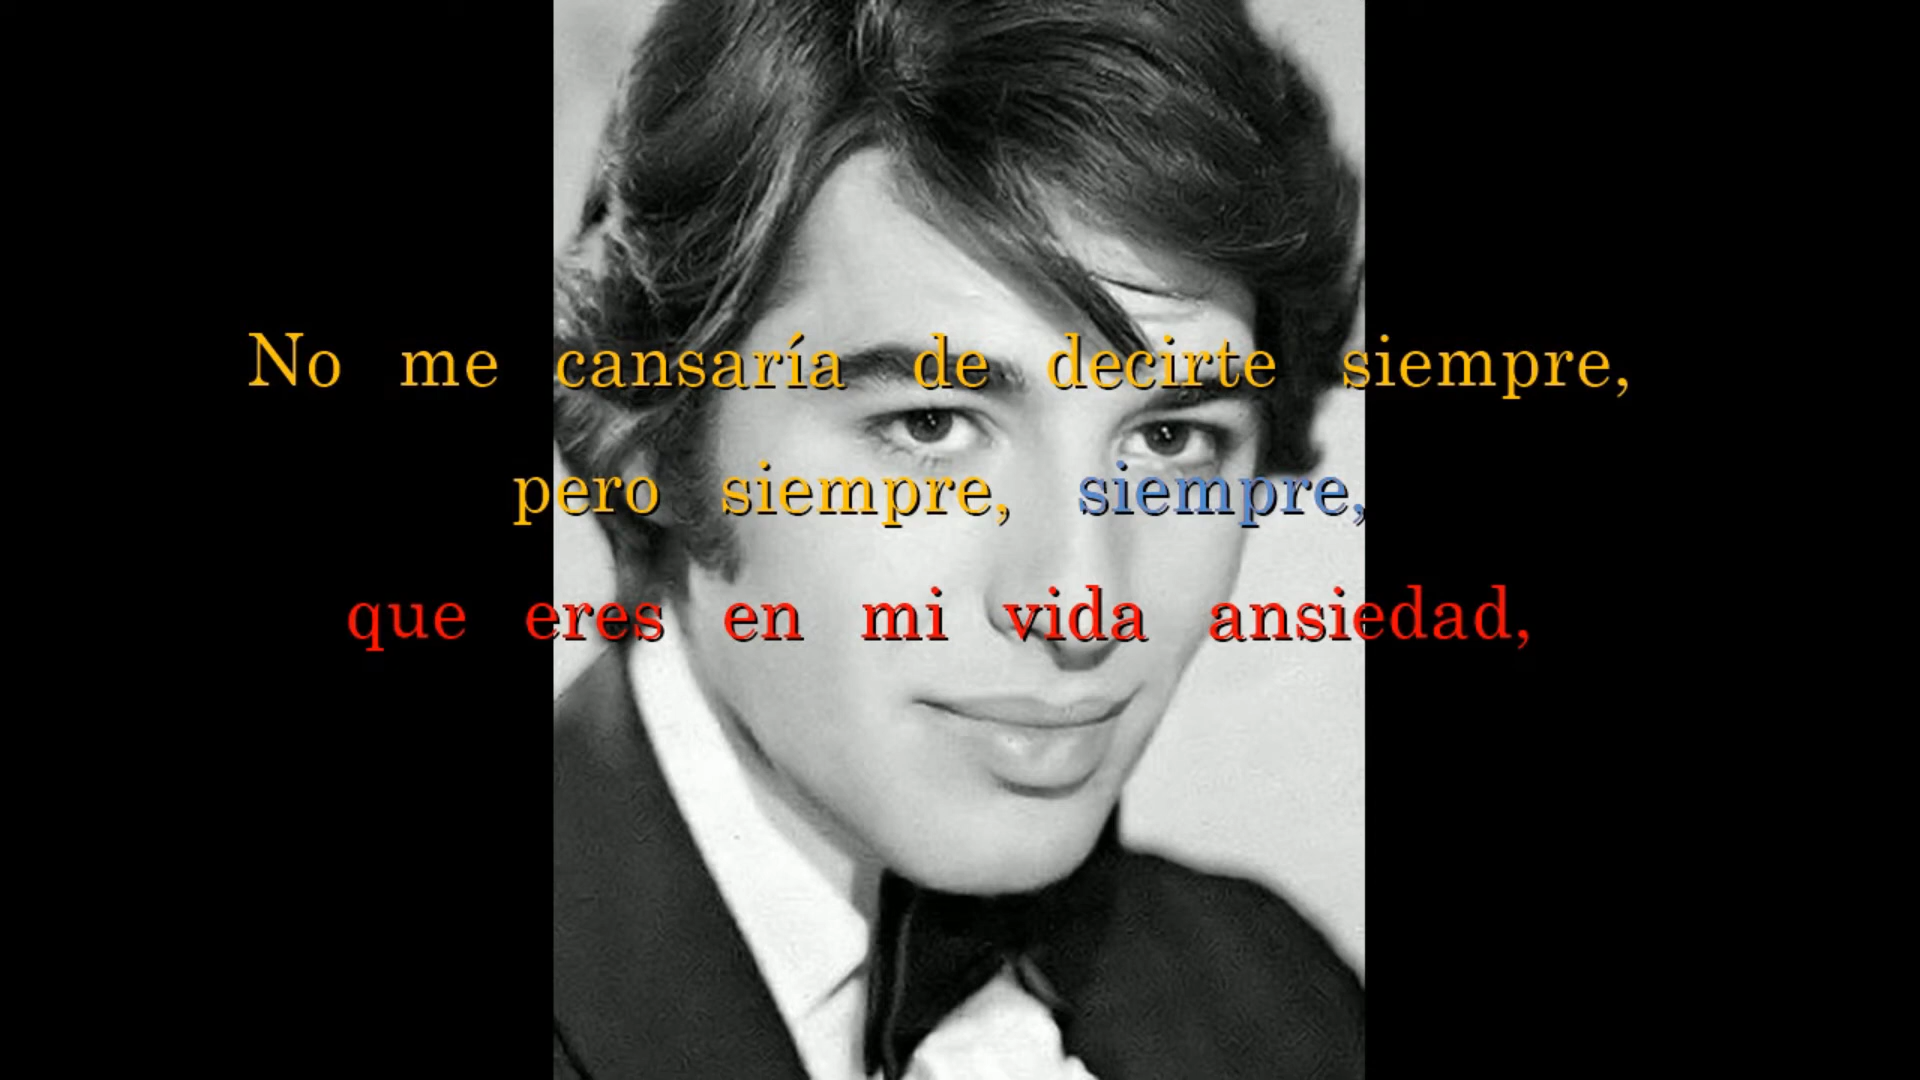 No me cansaría de decirte siempre,
pero siempre, siempre,
que eres en mi vida ansiedad,